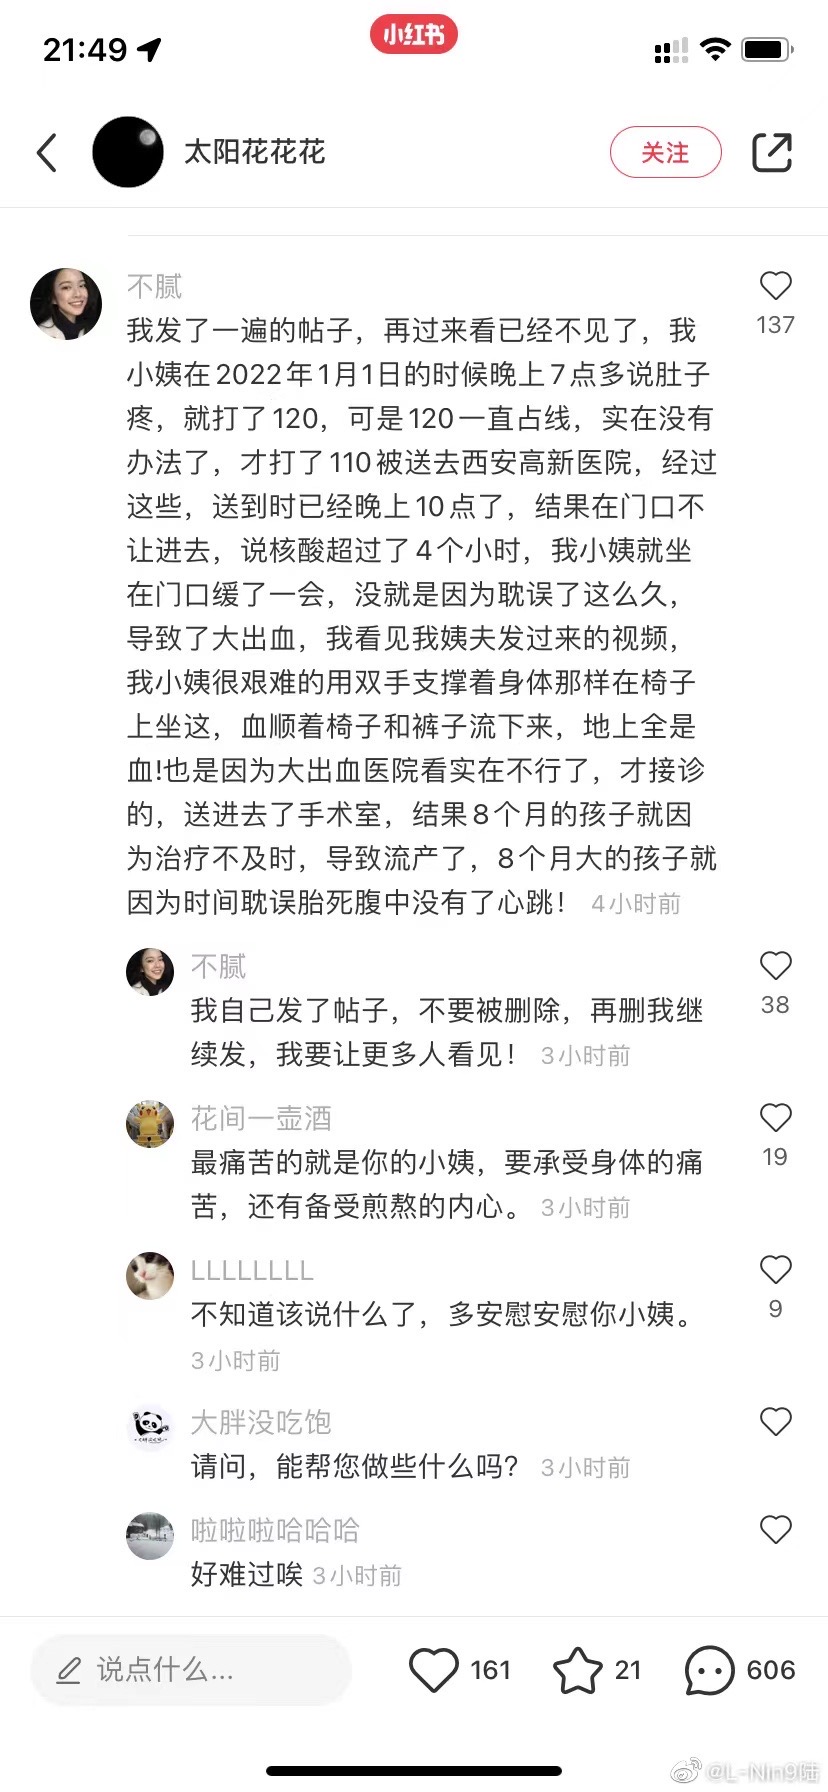 21:49
小红书
太阳花花花
关注
不腻
137
我发了一遍的帖子，再过来看已经不见了，我
小姨在2022年1月1日的时候晚上7点多说肚子
疼，就打了120，可是120一直占线，实在没有
办法了，才打了110被送去西安高新医院，经过
这些，送到时已经晚上10点了，结果在门口不
让进去，说核酸超过了4个小时，我小姨就坐
在门口缓了一会，没就是因为耽误了这么久，
导致了大出血，我看见我姨夫发过来的视频，
我小姨很艰难的用双手支撑着身体那样在椅子
上坐这，血顺着椅子和裤子流下来，地上全是
血!也是因为大出血医院看实在不行了，才接诊
的，送进去了手术室，结果8个月的孩子就因
为治疗不及时，导致流产了，8个月大的孩子就
因为时间耽误胎死腹中没有了心跳！ 4小时前
不腻
38
我自己发了帖子，不要被删除，再删我继
续发，我要让更多人看见！ 3小时前
花间一壶酒
19
最痛苦的就是你的小姨，要承受身体的痛
苦，还有备受煎熬的内心。 3小时前
LLLLLLLL
9
不知道该说什么了，多安慰安慰你小姨。
3小时前
大胖没吃饱
请问，能帮您做些什么吗？ 3小时前
啦啦啦哈哈哈
好难过唉 3小时前
说点什么... 161 21 606
@L-NIn9陆